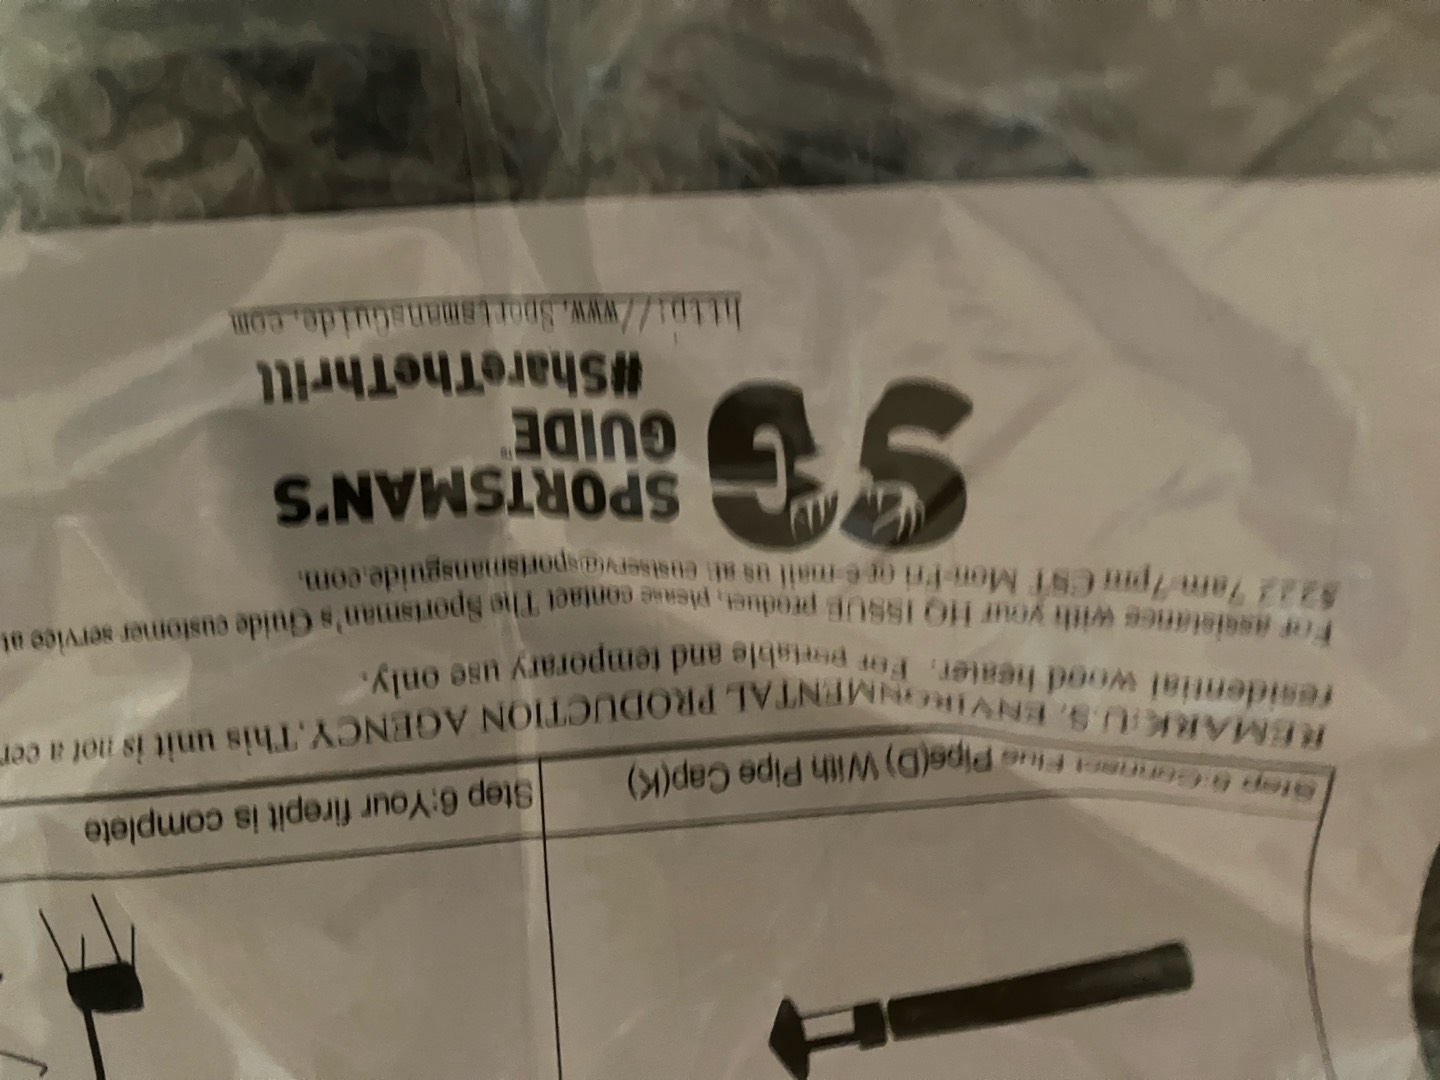 Step 5:Connect Flue Pipe(D) With Pipe Cap(K)
Step 6:Your firepit is complete
REMARK:U.S. ENVIRONMENTAL PRODUCTION AGENCY.This unit is not a
residential wood heater. For portable and temporary use only.
For assistance with your HQ ISSUE product, please contact The Sportsman's Guide customer service at
7am-7pm CST Mon-Fri or e-mail us at: custserv@sportsmansguide.com.
SG
SPORTSMAN'S
GUIDE™
#ShareTheThrill
http://www.SportsmansGuide.com